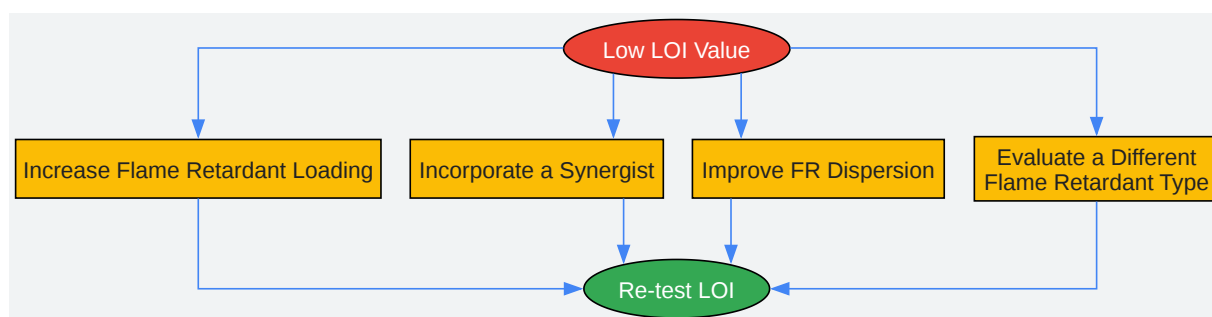 Low LOI Value
Increase Flame Retardant Loading
Incorporate a Synergist
Improve FR Dispersion
Evaluate a Different
Flame Retardant Type
Re-test LOI